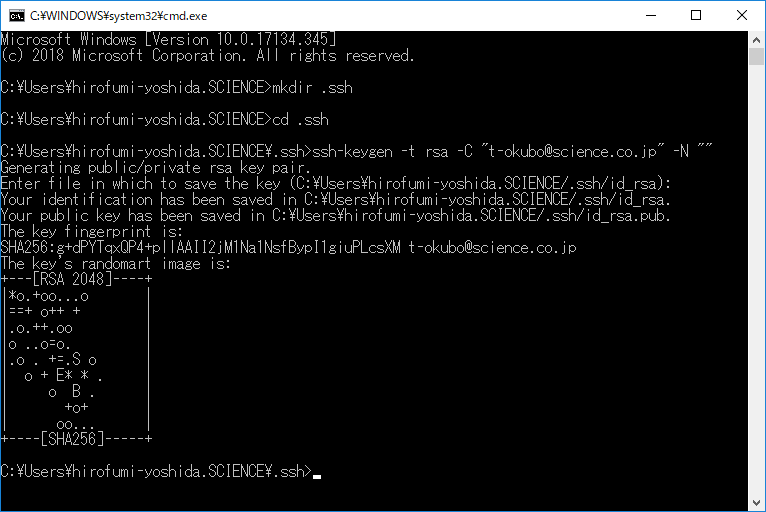 C:¥WINDOWS¥system32¥cmd.exe
Microsoft Windows [Version 10.0.17134.345]
(c) 2018 Microsoft Corporation. All rights reserved.
C:¥Users¥hirofumi-yoshida.SCIENCE>mkdir .ssh
C:¥Users¥hirofumi-yoshida.SCIENCE>cd .ssh
C:¥Users¥hirofumi-yoshida.SCIENCE¥.ssh>ssh-keygen -t rsa -C "t-okubo@science.co.jp" -N ""
Generating public/private rsa key pair.
Enter file in which to save the key (C:¥Users¥hirofumi-yoshida.SCIENCE/.ssh/id_rsa):
Your identification has been saved in C:¥Users¥hirofumi-yoshida.SCIENCE/.ssh/id_rsa.
Your public key has been saved in C:¥Users¥hirofumi-yoshida.SCIENCE/.ssh/id_rsa.pub.
The key fingerprint is:
SHA256:g+dPYTqxQP4+pllAAII2jM1Na1NsfBypI1giuPLcsXM t-okubo@science.co.jp
The key's randomart image is:
+---[RSA 2048]----+
|*o.+oo...o       |
|==+ o++ +        |
|.o.++.oo         |
|o ..o=o.         |
|.o . +=.S o      |
|  o + E* * .     |
|     o  B .      |
|       +o+       |
|      oo...      |
+----[SHA256]-----+
C:¥Users¥hirofumi-yoshida.SCIENCE¥.ssh>